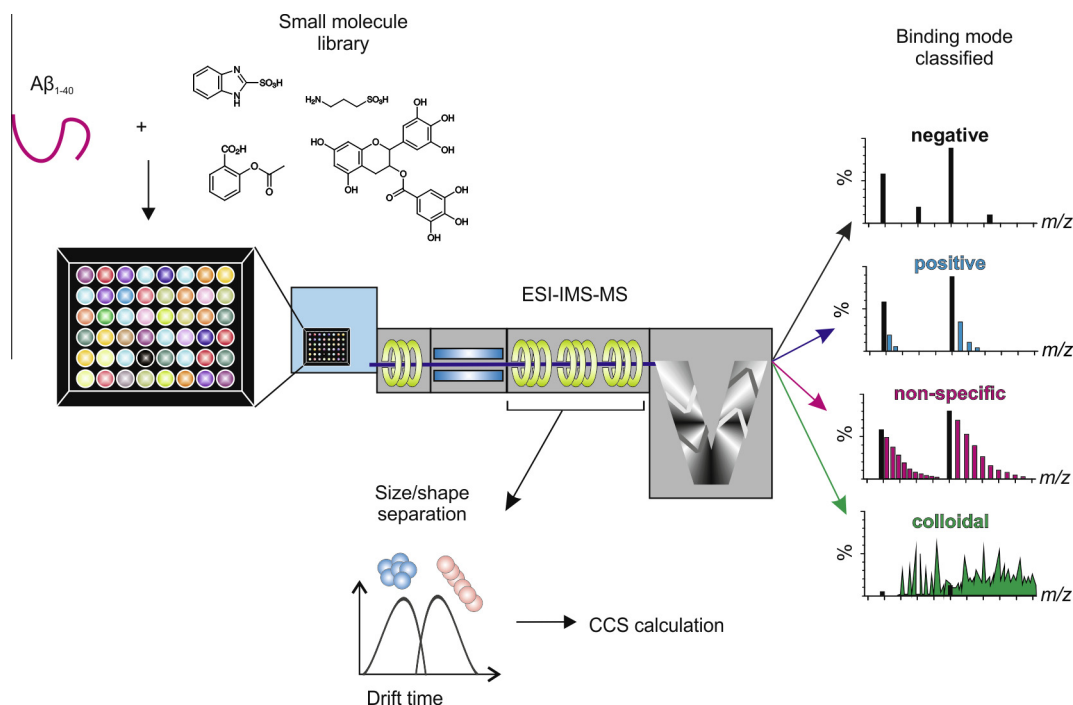 Small molecule
library
Aβ1-40
+
N
N
H
SO3H
H2N
SO3H
CO2H
O
O
HO
OH
O
O
O
OH
OH
OH
OH
OH
OH
ESI-IMS-MS
Size/shape
separation
Drift time
CCS calculation
Binding mode
classified
negative
%
m/z
positive
%
m/z
non-specific
%
m/z
colloidal
%
m/z